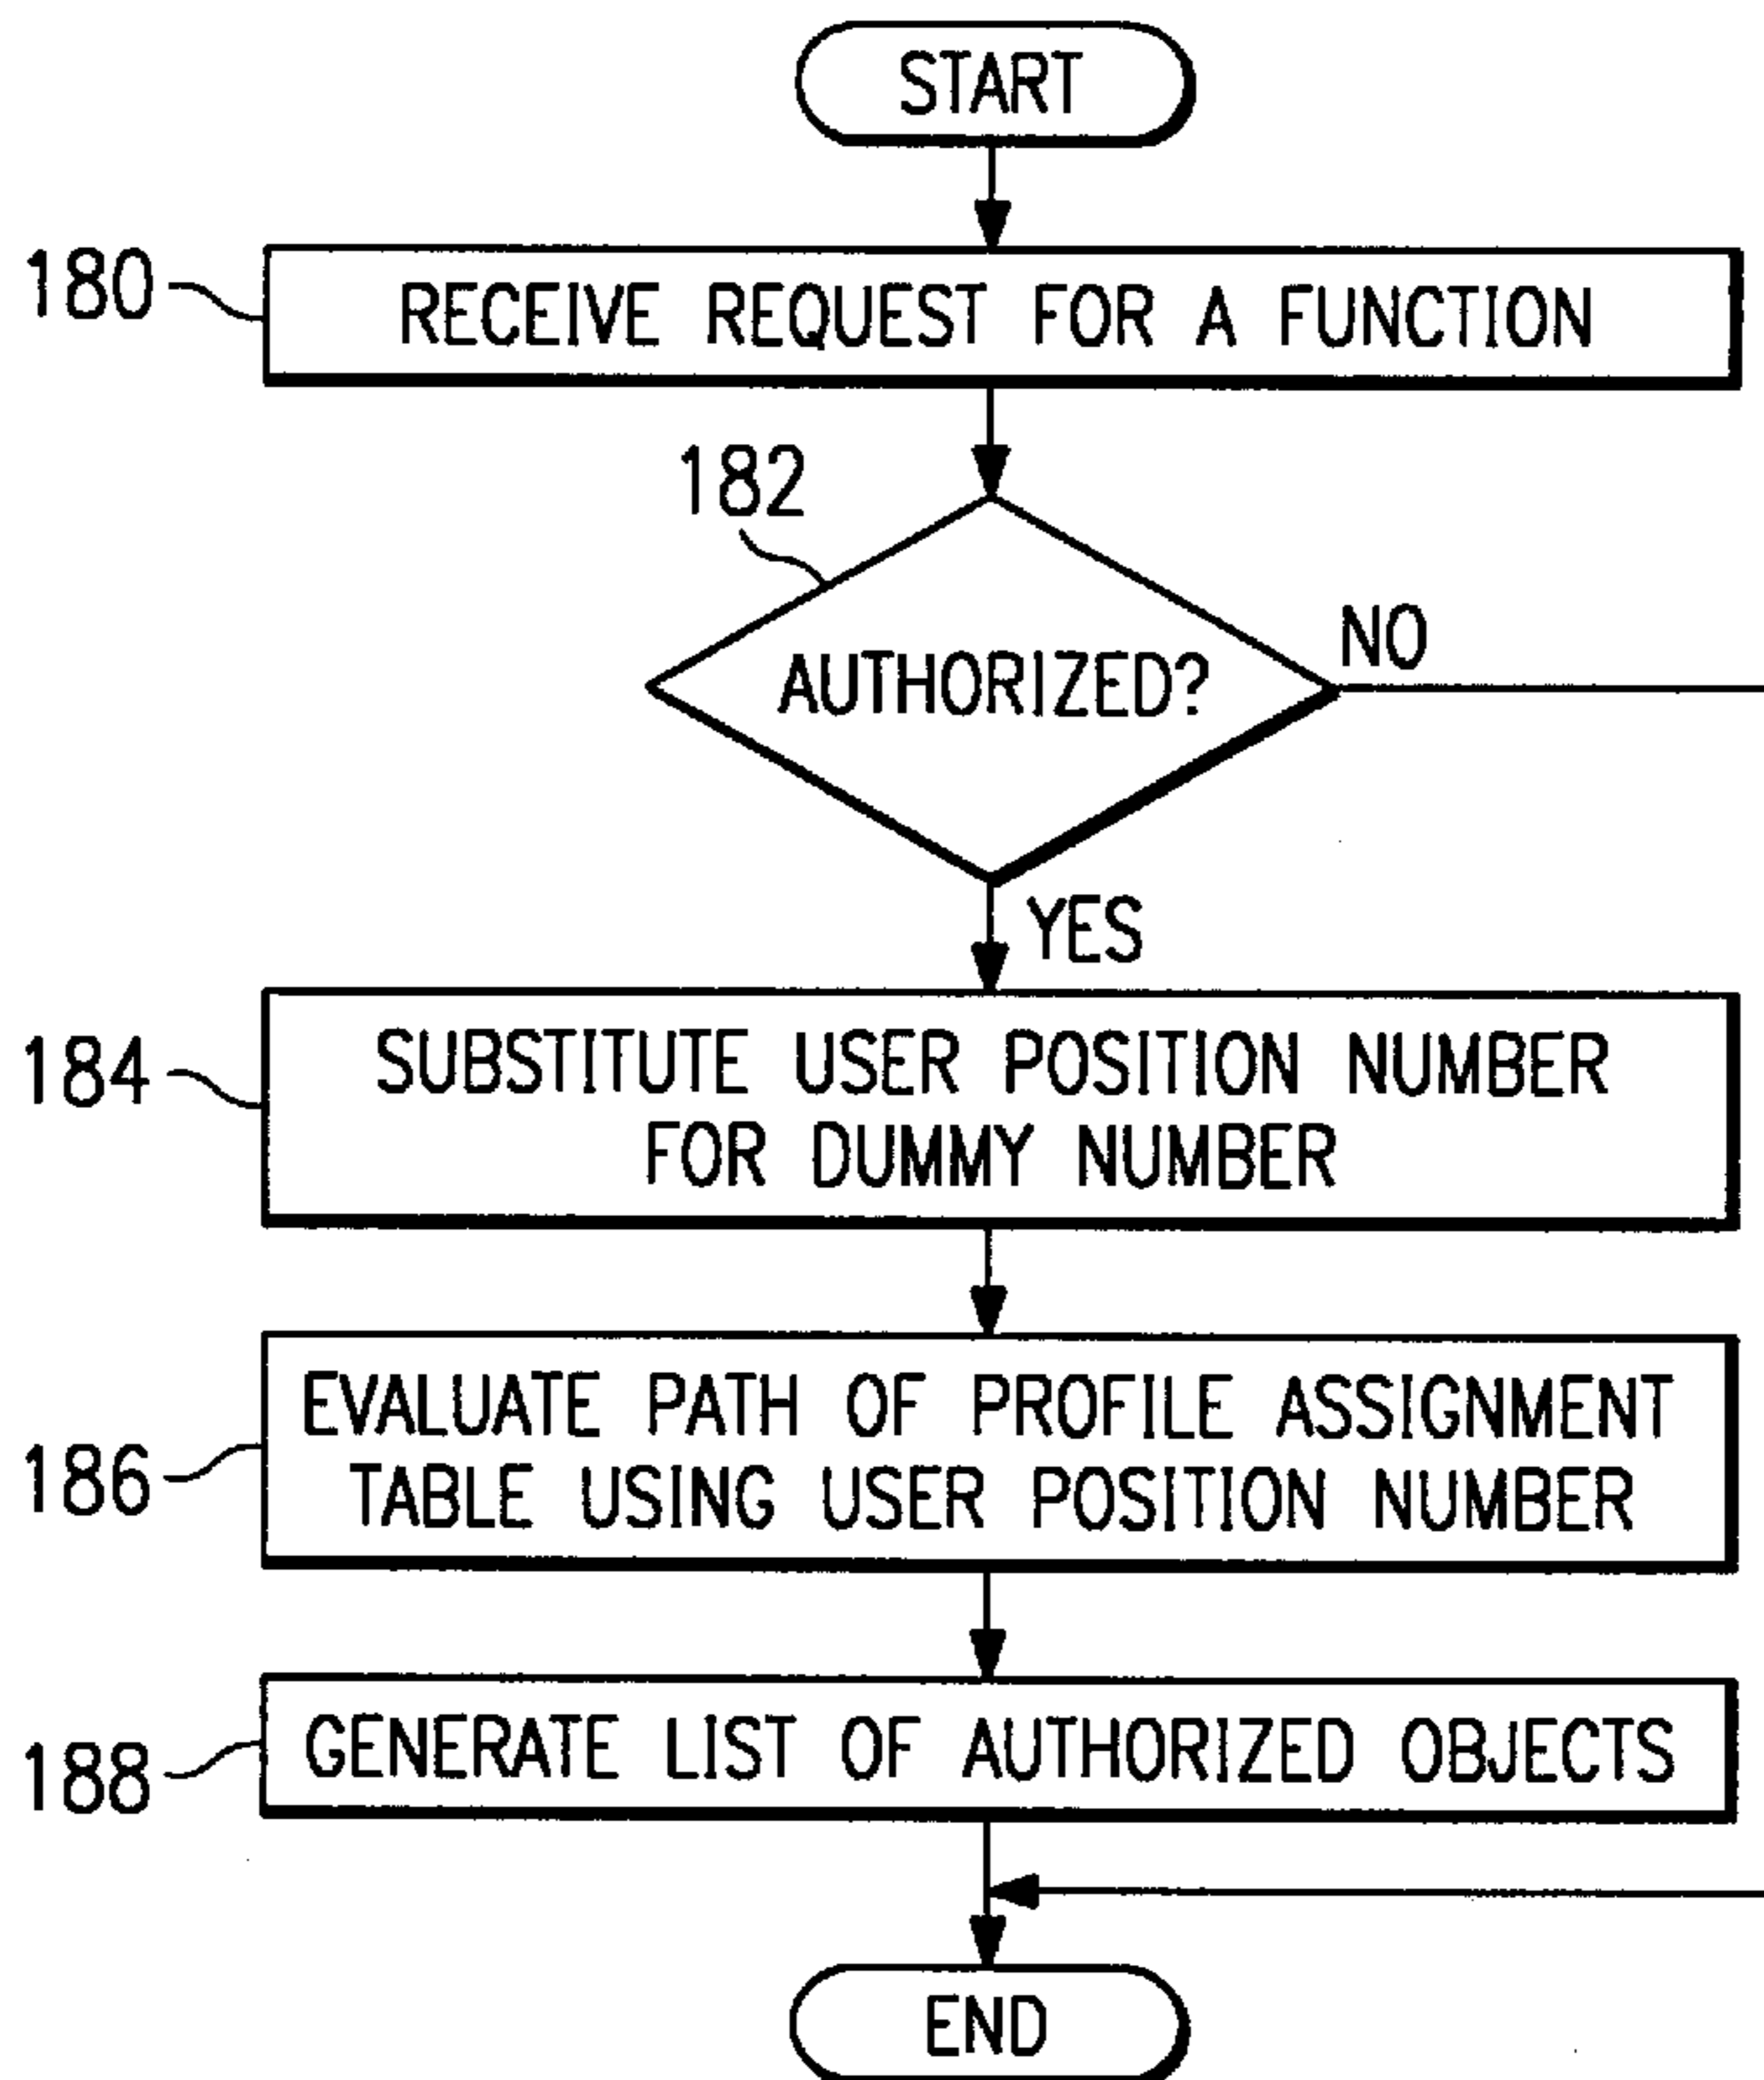 START
180
RECEIVE REQUEST FOR A FUNCTION
182
AUTHORIZED?
NO
YES
184
SUBSTITUTE USER POSITION NUMBER
FOR DUMMY NUMBER
186
EVALUATE PATH OF PROFILE ASSIGNMENT
TABLE USING USER POSITION NUMBER
188
GENERATE LIST OF AUTHORIZED OBJECTS
END